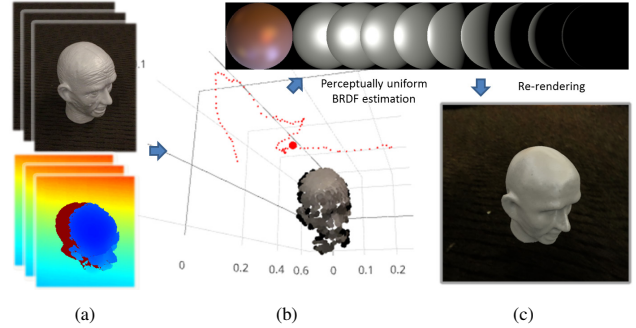 Perceptually uniform
BRDF estimation
Re-rendering
0.1
0
0.2
0.4
0.6
0
0.1
0.2
(a)
(b)
(c)